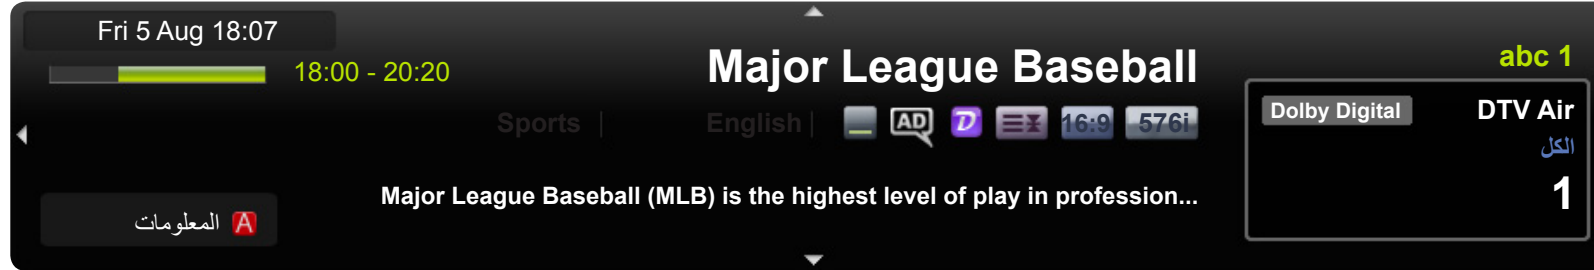 Fri 5 Aug 18:07
18:00 - 20:20
Major League Baseball
abc 1
Sports |
English |
AD
D
16:9
576i
Dolby Digital
DTV Air
الكل
1
Major League Baseball (MLB) is the highest level of play in profession...
A المعلومات